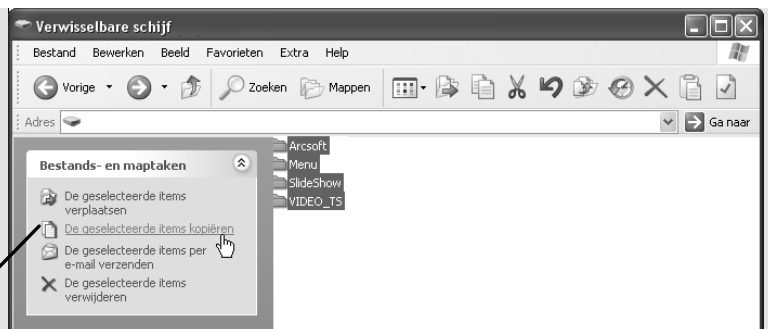 Verwisselbare schijf
Bestand Bewerken Beeld Favorieten Extra Help
Vorige Zoeken Mappen
Adres Ga naar
Bestands- en maptaken
De geselecteerde items
verplaatsen
De geselecteerde items kopiëren
De geselecteerde items per
e-mail verzenden
De geselecteerde items
verwijderen
Arcsoft
Menu
SlideShow
VIDEO_TS